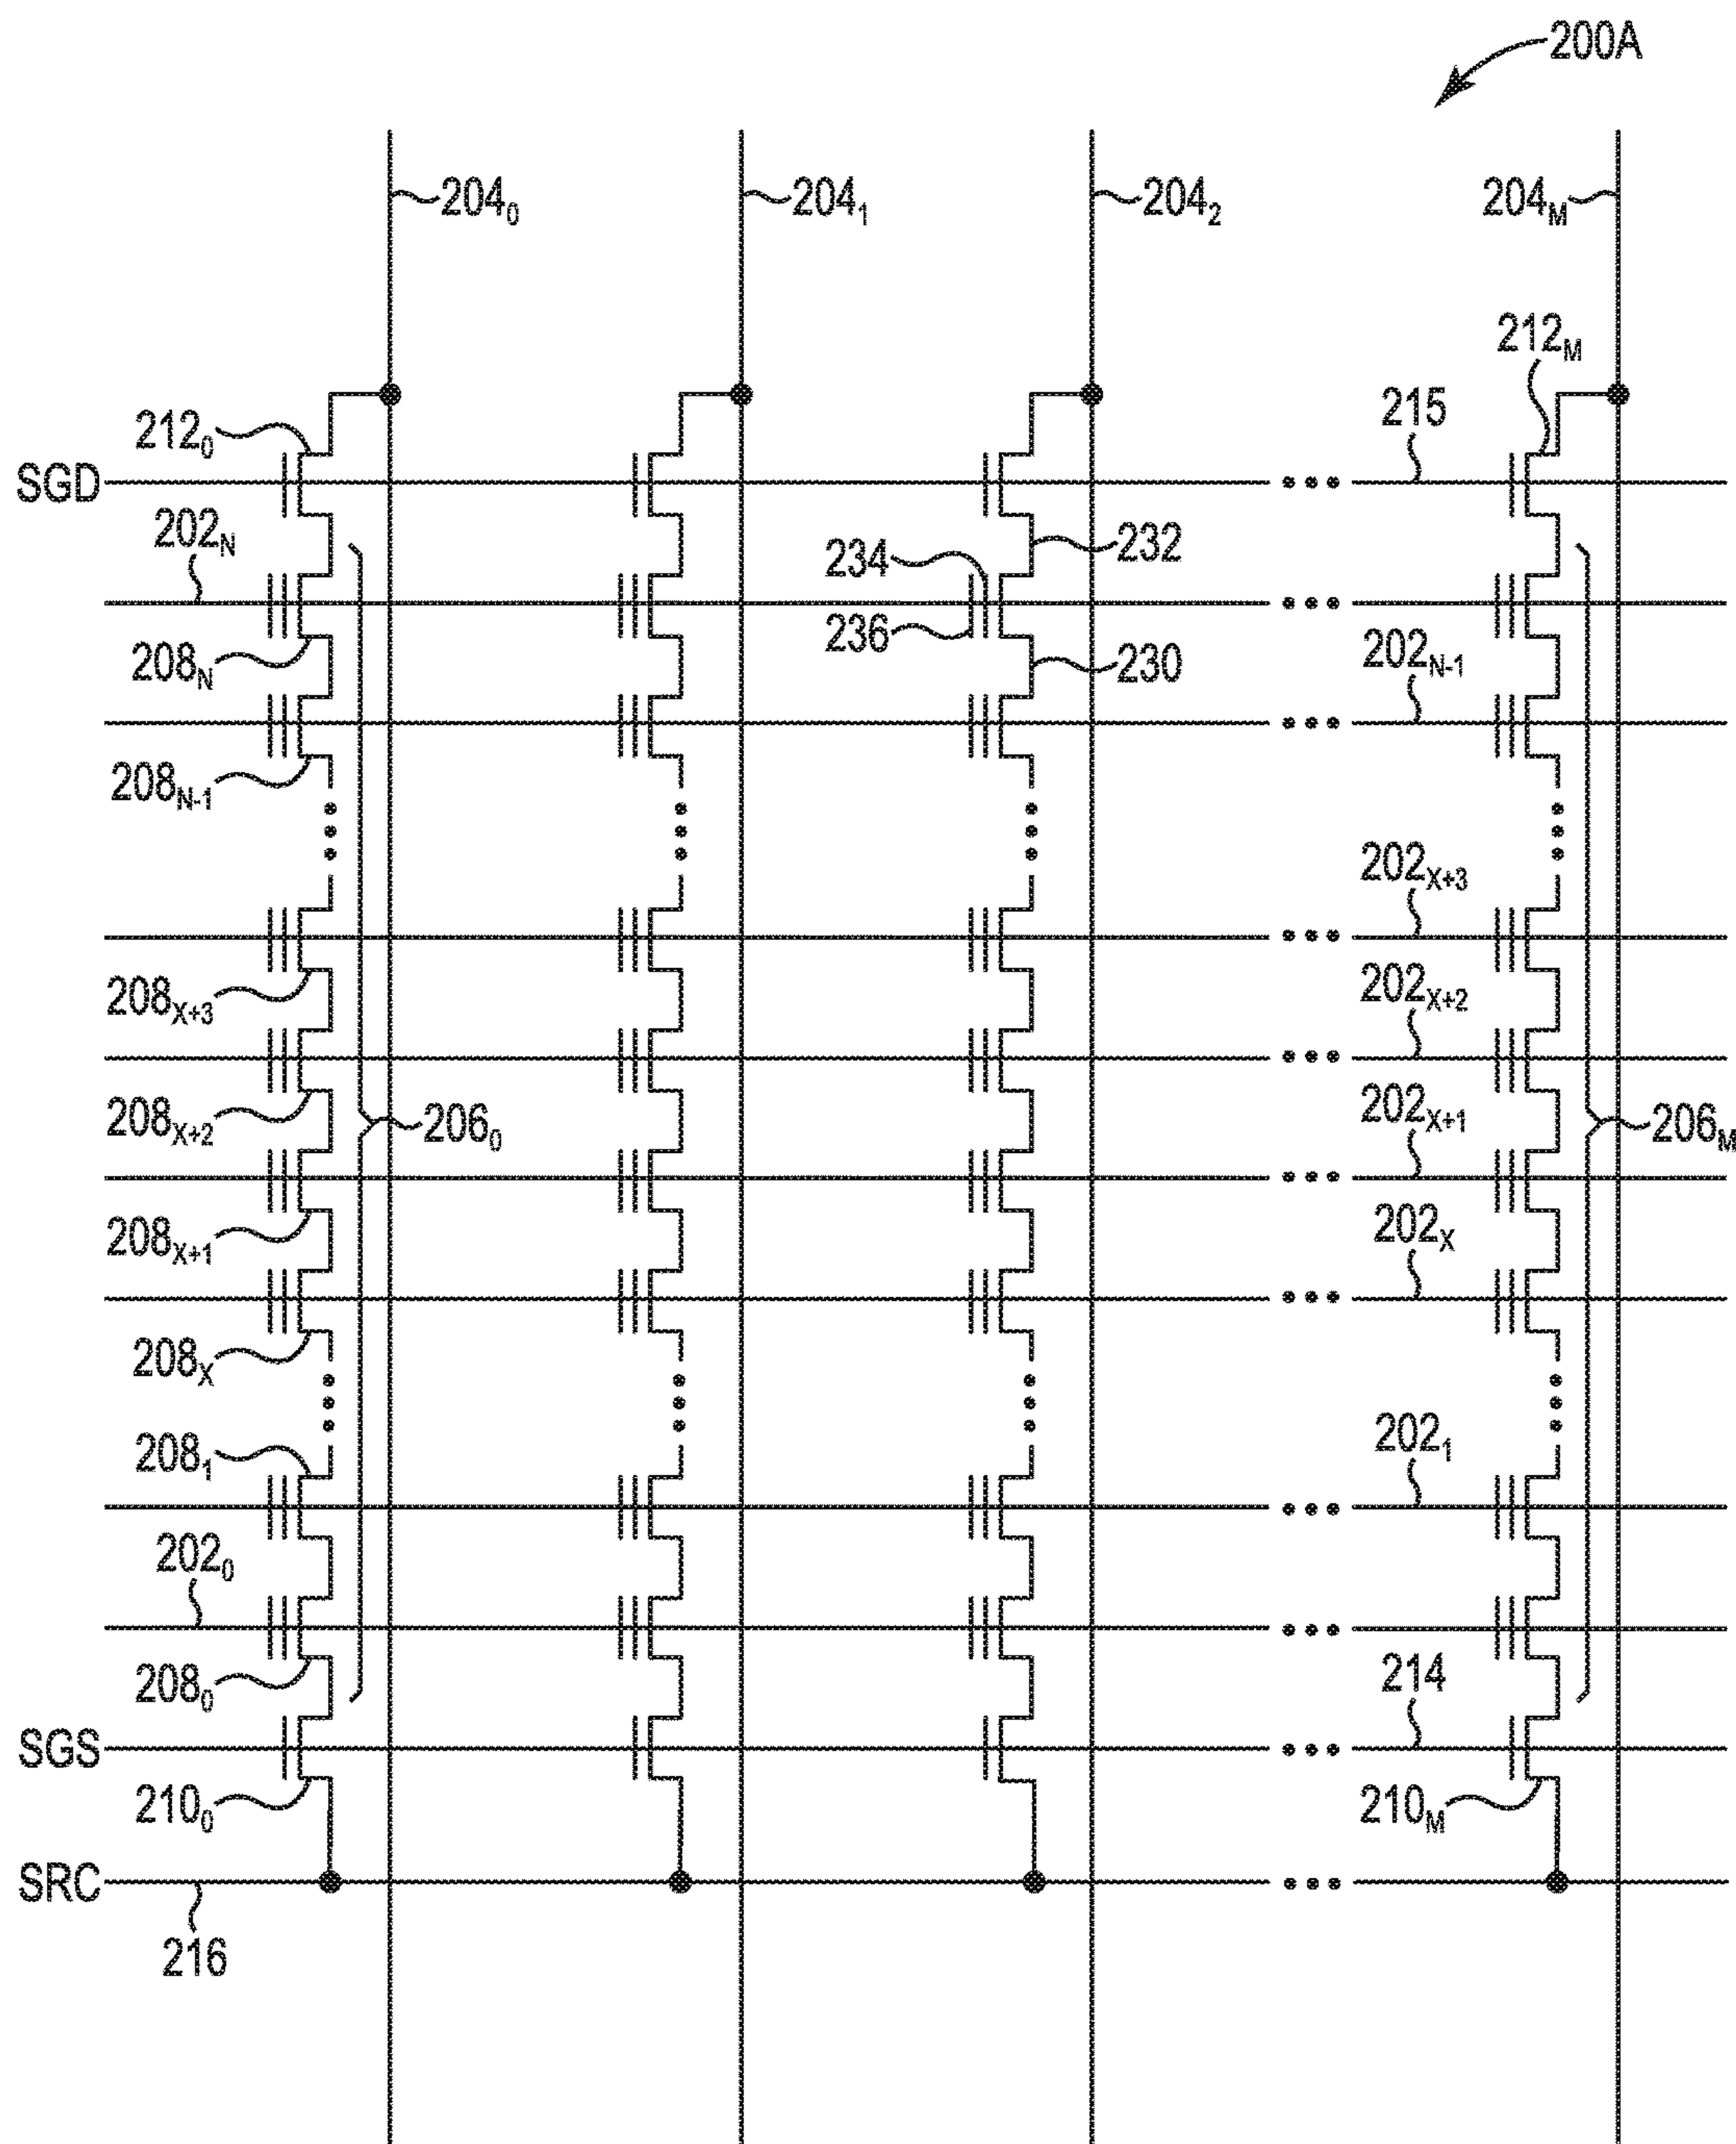 200A
204₀ 204₁ 204₂ 204M
212M
212₀ 215
SGD
202N 232
234
236
208N 230 202N-1
208N-1
202X+3
208X+3 202X+2
208X+2 206₀ 202X+1 206M
208X+1 202X
208X
208₁ 202₁
202₀
208₀ 214
SGS
210₀ 210M
SRC
216